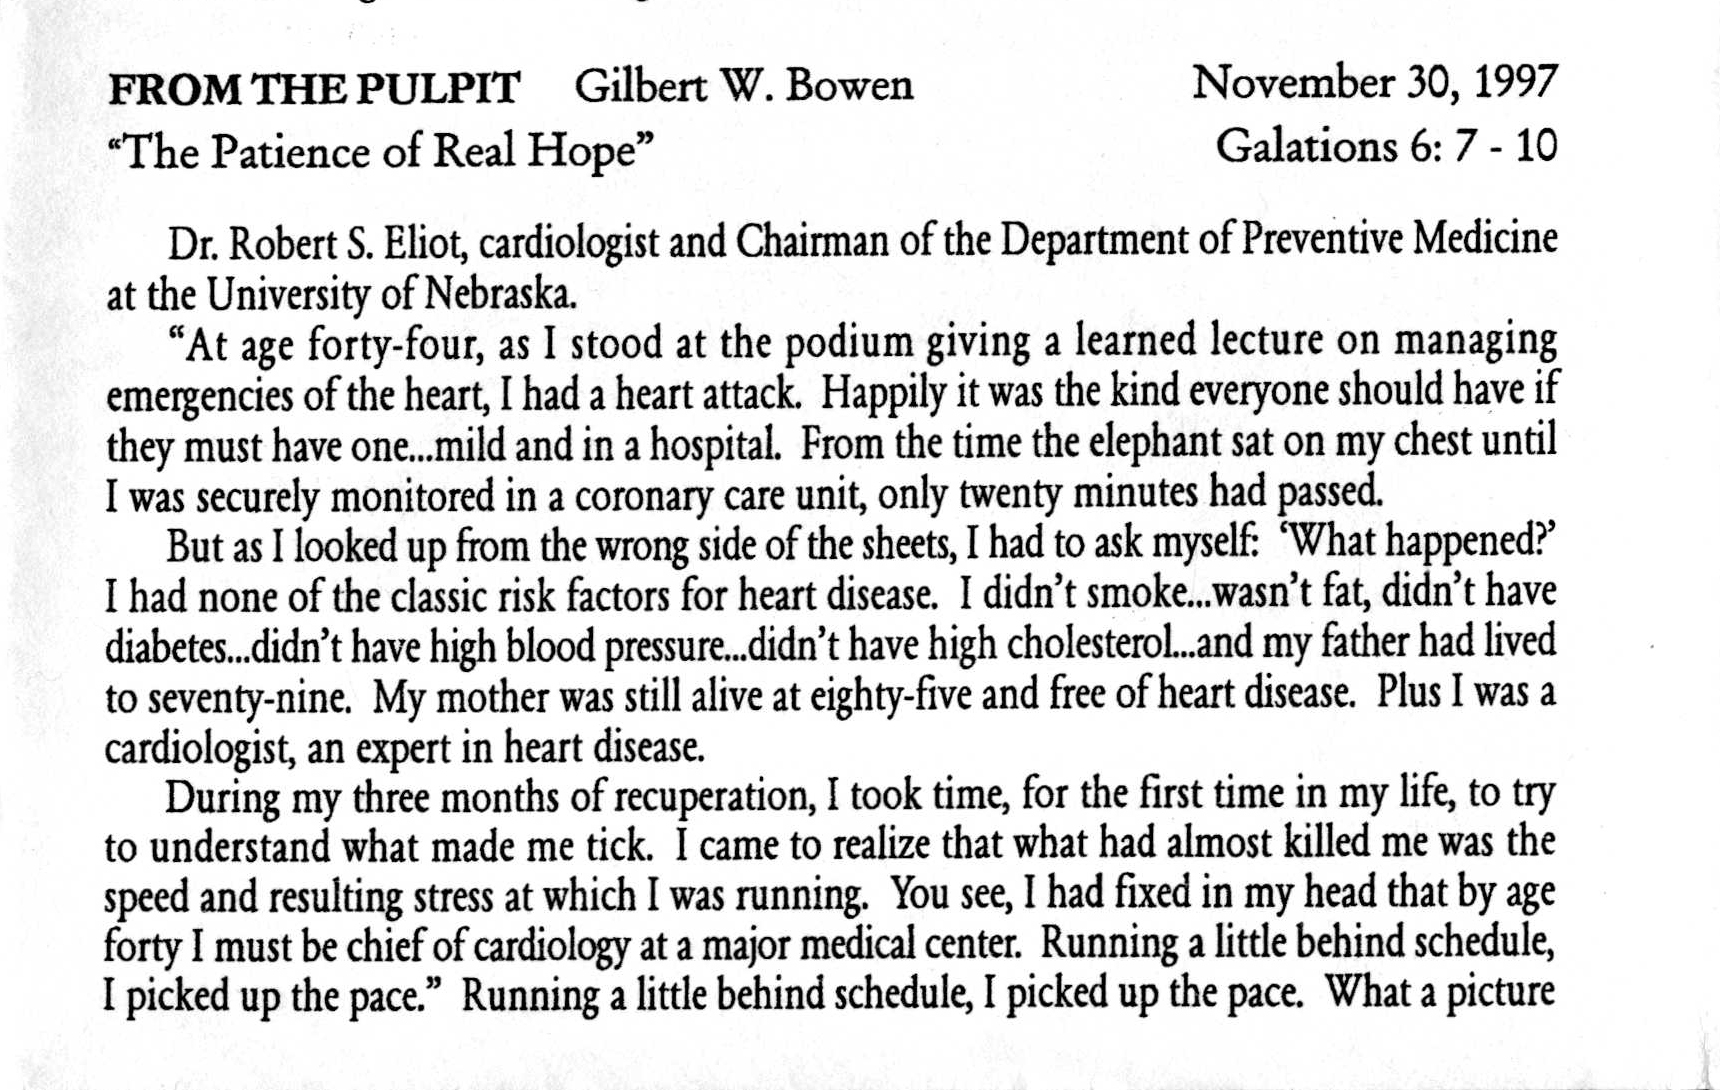 FROM THE PULPIT Gilbert W. Bowen November 30, 1997
“The Patience of Real Hope” Galations 6: 7 - 10
Dr. Robert S. Eliot, cardiologist and Chairman of the Department of Preventive Medicine
at the University of Nebraska.
“At age forty-four, as I stood at the podium giving a learned lecture on managing
emergencies of the heart, I had a heart attack. Happily it was the kind everyone should have if
they must have one...mild and in a hospital. From the time the elephant sat on my chest until
I was securely monitored in a coronary care unit, only twenty minutes had passed.
But as I looked up from the wrong side of the sheets, I had to ask myself: ‘What happened?’
I had none of the classic risk factors for heart disease. I didn’t smoke...wasn’t fat, didn’t have
diabetes...didn’t have high blood pressure...didn’t have high cholesterol...and my father had lived
to seventy-nine. My mother was still alive at eighty-five and free of heart disease. Plus I was a
cardiologist, an expert in heart disease.
During my three months of recuperation, I took time, for the first time in my life, to try
to understand what made me tick. I came to realize that what had almost killed me was the
speed and resulting stress at which I was running. You see, I had fixed in my head that by age
forty I must be chief of cardiology at a major medical center. Running a little behind schedule,
I picked up the pace.” Running a little behind schedule, I picked up the pace. What a picture